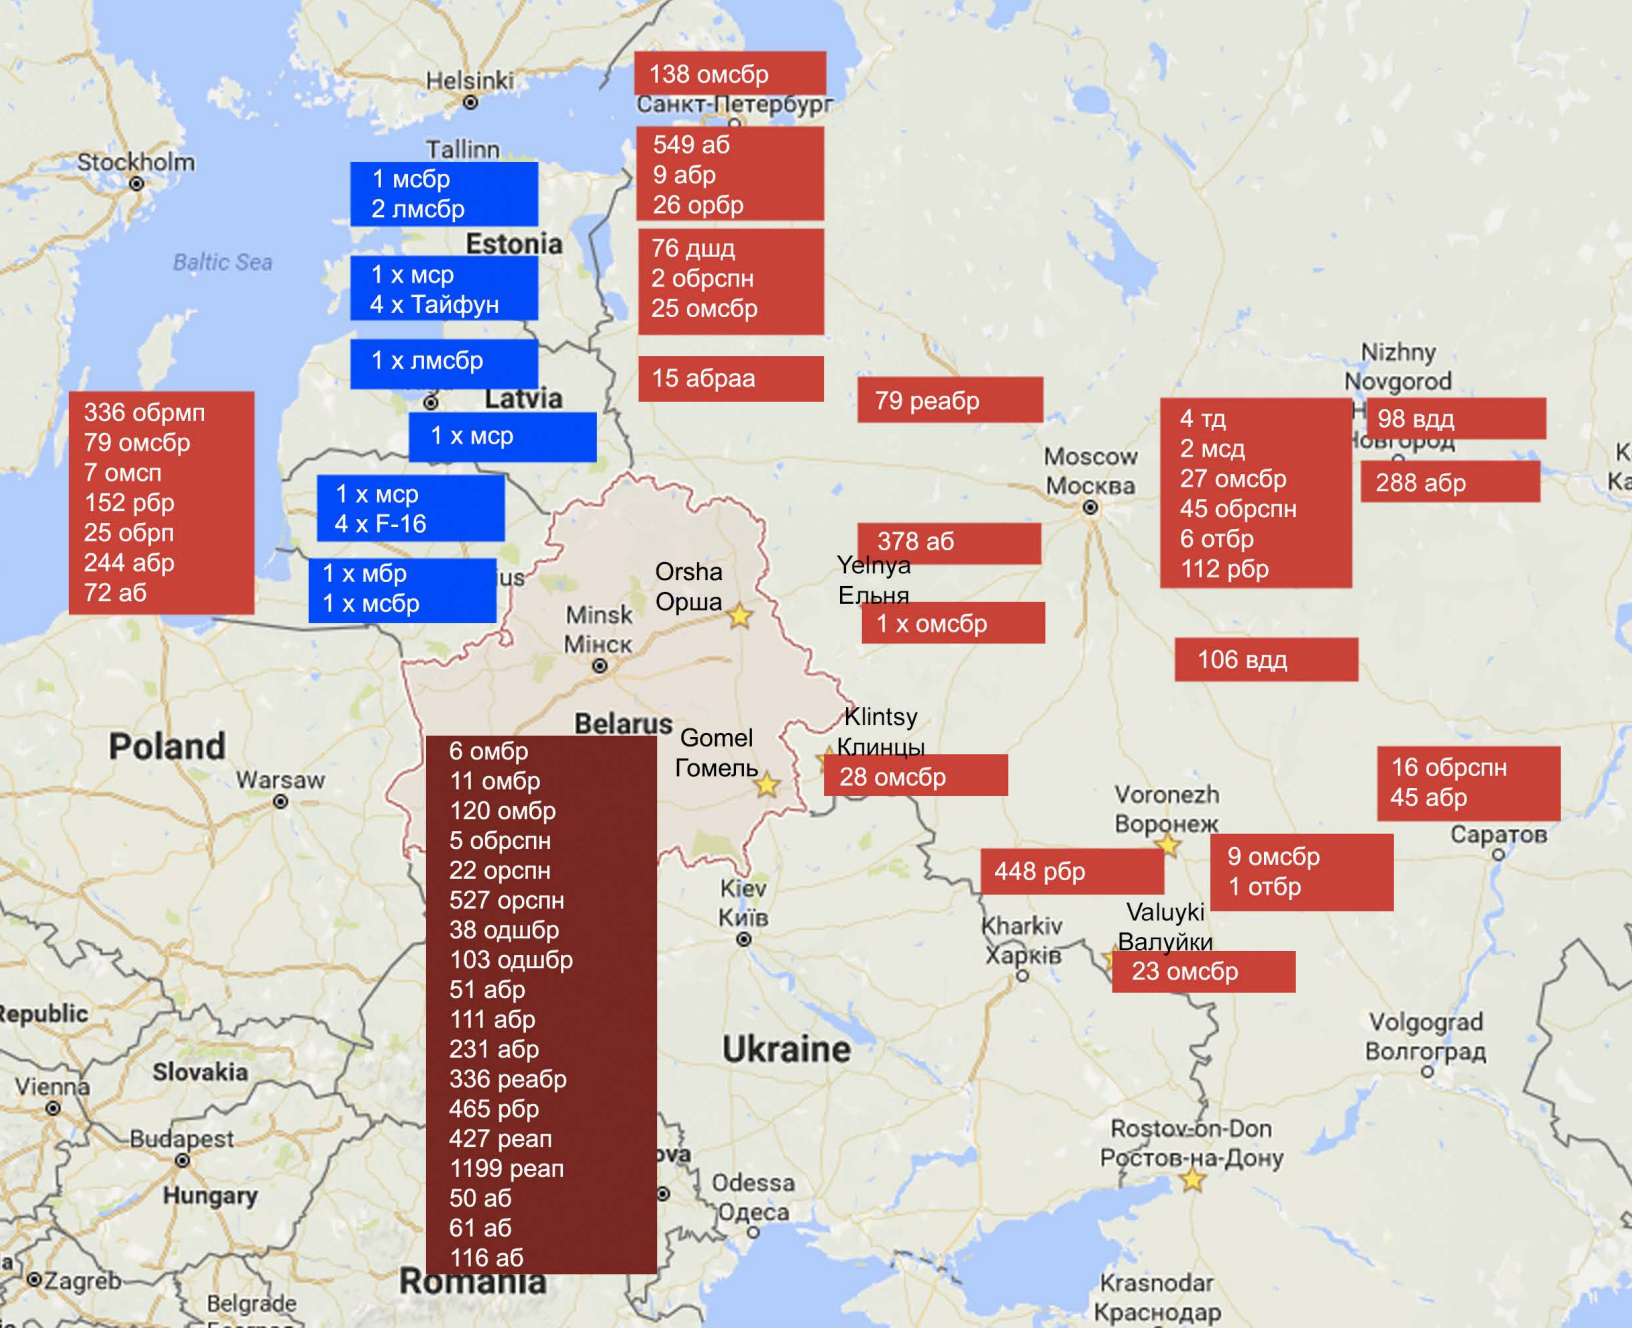 Helsinki
138 омсбр
Санкт-Петербург
549 аб
9 абр
26 орбр
Stockholm
Tallinn
1 мсбр
2 лмсбр
Estonia
76 дшд
2 обрспн
25 омсбр
Baltic Sea
1 х мср
4 х Тайфун
1 х лмсбр
15 абраа
Latvia
1 х мср
79 реабр
Nizhny
Novgorod
Новгород
98 вдд
288 абр
336 обрмп
79 омсбр
7 омсп
152 рбр
25 обрп
244 абр
72 аб
Moscow
Москва
4 тд
2 мсд
27 омсбр
45 обрспн
6 отбр
112 рбр
1 х мср
4 х F-16
378 аб
Yelnya
Ельня
1 х омсбр
1 х мбр
1 х мсбр
ius
Orsha
Орша
Minsk
Мінск
106 вдд
Belarus
Poland
Warsaw
Gomel
Гомель
Klintsy
Клинцы
28 омсбр
6 омбр
11 омбр
120 омбр
5 обрспн
22 орспн
527 орспн
38 одшбр
103 одшбр
51 абр
111 абр
231 абр
336 реабр
465 рбр
427 реап
1199 реап
50 аб
61 аб
116 аб
16 обрспн
45 абр
Саратов
Voronezh
Воронеж
448 рбр
9 омсбр
1 отбр
Kiev
Київ
Kharkiv
Харків
Valuyki
Валуйки
23 омсбр
Republic
Ukraine
Volgograd
Волгоград
Slovakia
Vienna
Budapest
Hungary
ova
Rostov-on-Don
Ростов-на-Дону
Odessa
Одеса
Zagreb
Romania
Belgrade
Krasnodar
Краснодар